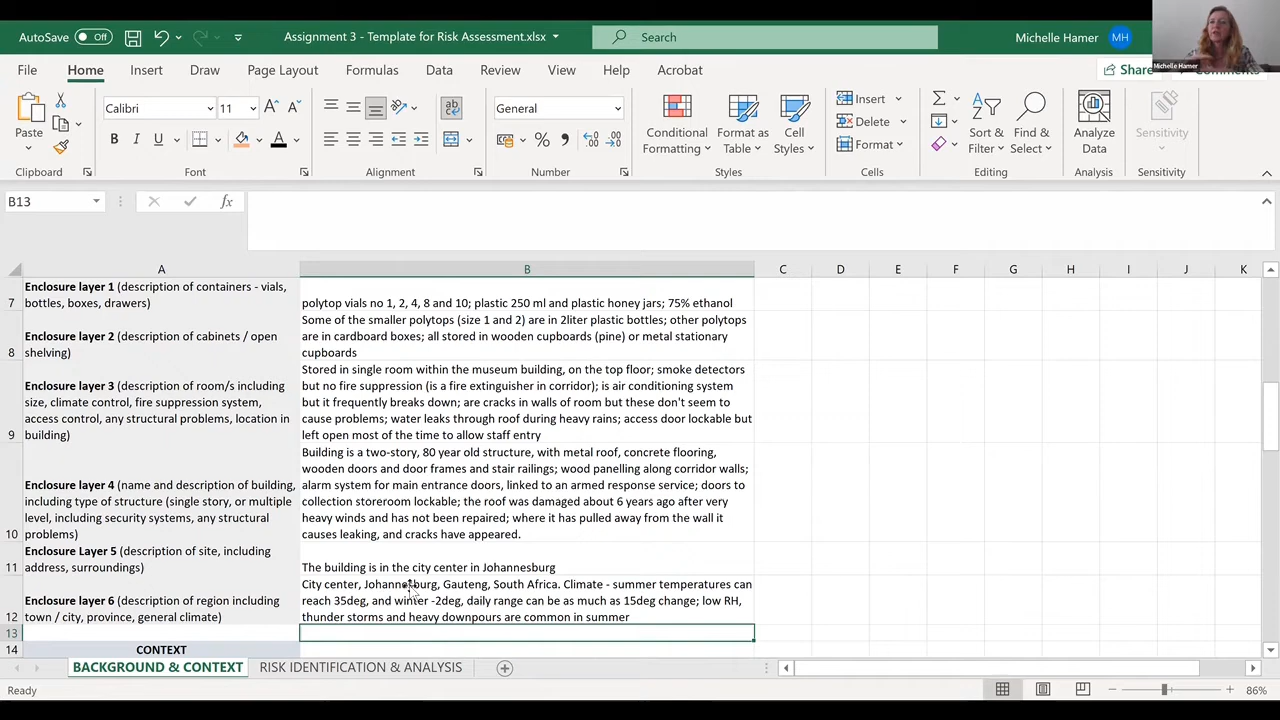 AutoSave Off Assignment 3 - Template for Risk Assessment.xlsx Search Michelle Hamer MH
Michelle Hamer
File Home Insert Draw Page Layout Formulas Data Review View Help Acrobat Share Comments
Calibri 11 General Insert
Paste Conditional Format as Cell Delete Sort & Find & Analyze Sensitivity
B I U A % Formatting Table Styles Format Filter Select Data
Clipboard Font Alignment Number Styles Cells Editing Analysis Sensitivity
B13 fx
A B C D E F G H I J K
Enclosure layer 1 (description of containers - vials,
7 bottles, boxes, drawers) polytop vials no 1, 2, 4, 8 and 10; plastic 250 ml and plastic honey jars; 75% ethanol
Some of the smaller polytops (size 1 and 2) are in 2liter plastic bottles; other polytops
Enclosure layer 2 (description of cabinets / open are in cardboard boxes; all stored in wooden cupboards (pine) or metal stationary
8 shelving) cupboards
Stored in single room within the museum building, on the top floor; smoke detectors
Enclosure layer 3 (description of room/s including but no fire suppression (is a fire extinguisher in corridor); is air conditioning system
size, climate control, fire suppression system, but it frequently breaks down; are cracks in walls of room but these don't seem to
access control, any structural problems, location in cause problems; water leaks through roof during heavy rains; access door lockable but
9 building) left open most of the time to allow staff entry
Building is a two-story, 80 year old structure, with metal roof, concrete flooring,
wooden doors and door frames and stair railings; wood panelling along corridor walls;
Enclosure layer 4 (name and description of building, alarm system for main entrance doors, linked to an armed response service; doors to
including type of structure (single story, or multiple collection storeroom lockable; the roof was damaged about 6 years ago after very
level, including security systems, any structural heavy winds and has not been repaired; where it has pulled away from the wall it
10 problems) causes leaking, and cracks have appeared.
Enclosure Layer 5 (description of site, including
11 address, surroundings) The building is in the city center in Johannesburg
City center, Johannesburg, Gauteng, South Africa. Climate - summer temperatures can
Enclosure layer 6 (description of region including reach 35deg, and winter -2deg, daily range can be as much as 15deg change; low RH,
12 town / city, province, general climate) thunder storms and heavy downpours are common in summer
13
14 CONTEXT
BACKGROUND & CONTEXT RISK IDENTIFICATION & ANALYSIS
Ready 86%